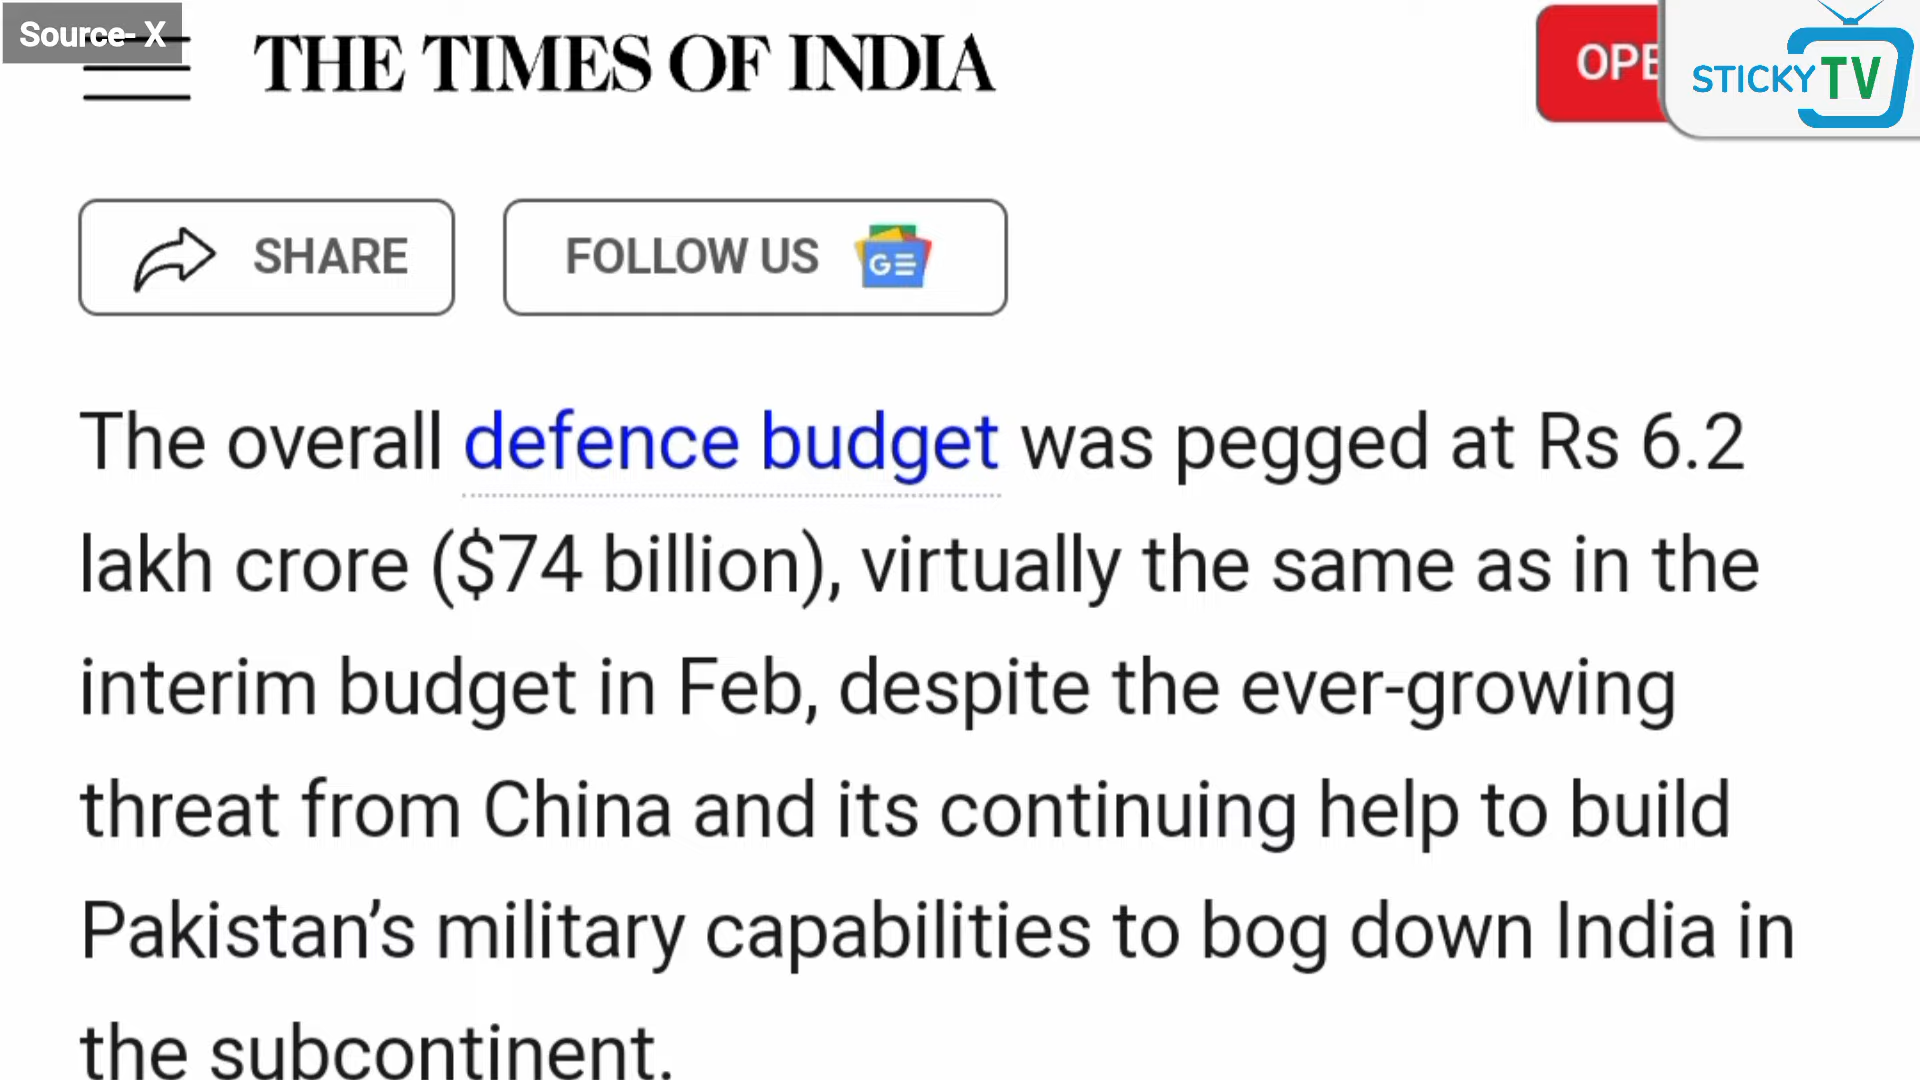 Source- X
THE TIMES OF INDIA
STICKY TV
SHARE
FOLLOW US
The overall defence budget was pegged at Rs 6.2
lakh crore ($74 billion), virtually the same as in the
interim budget in Feb, despite the ever-growing
threat from China and its continuing help to build
Pakistan’s military capabilities to bog down India in
the subcontinent.